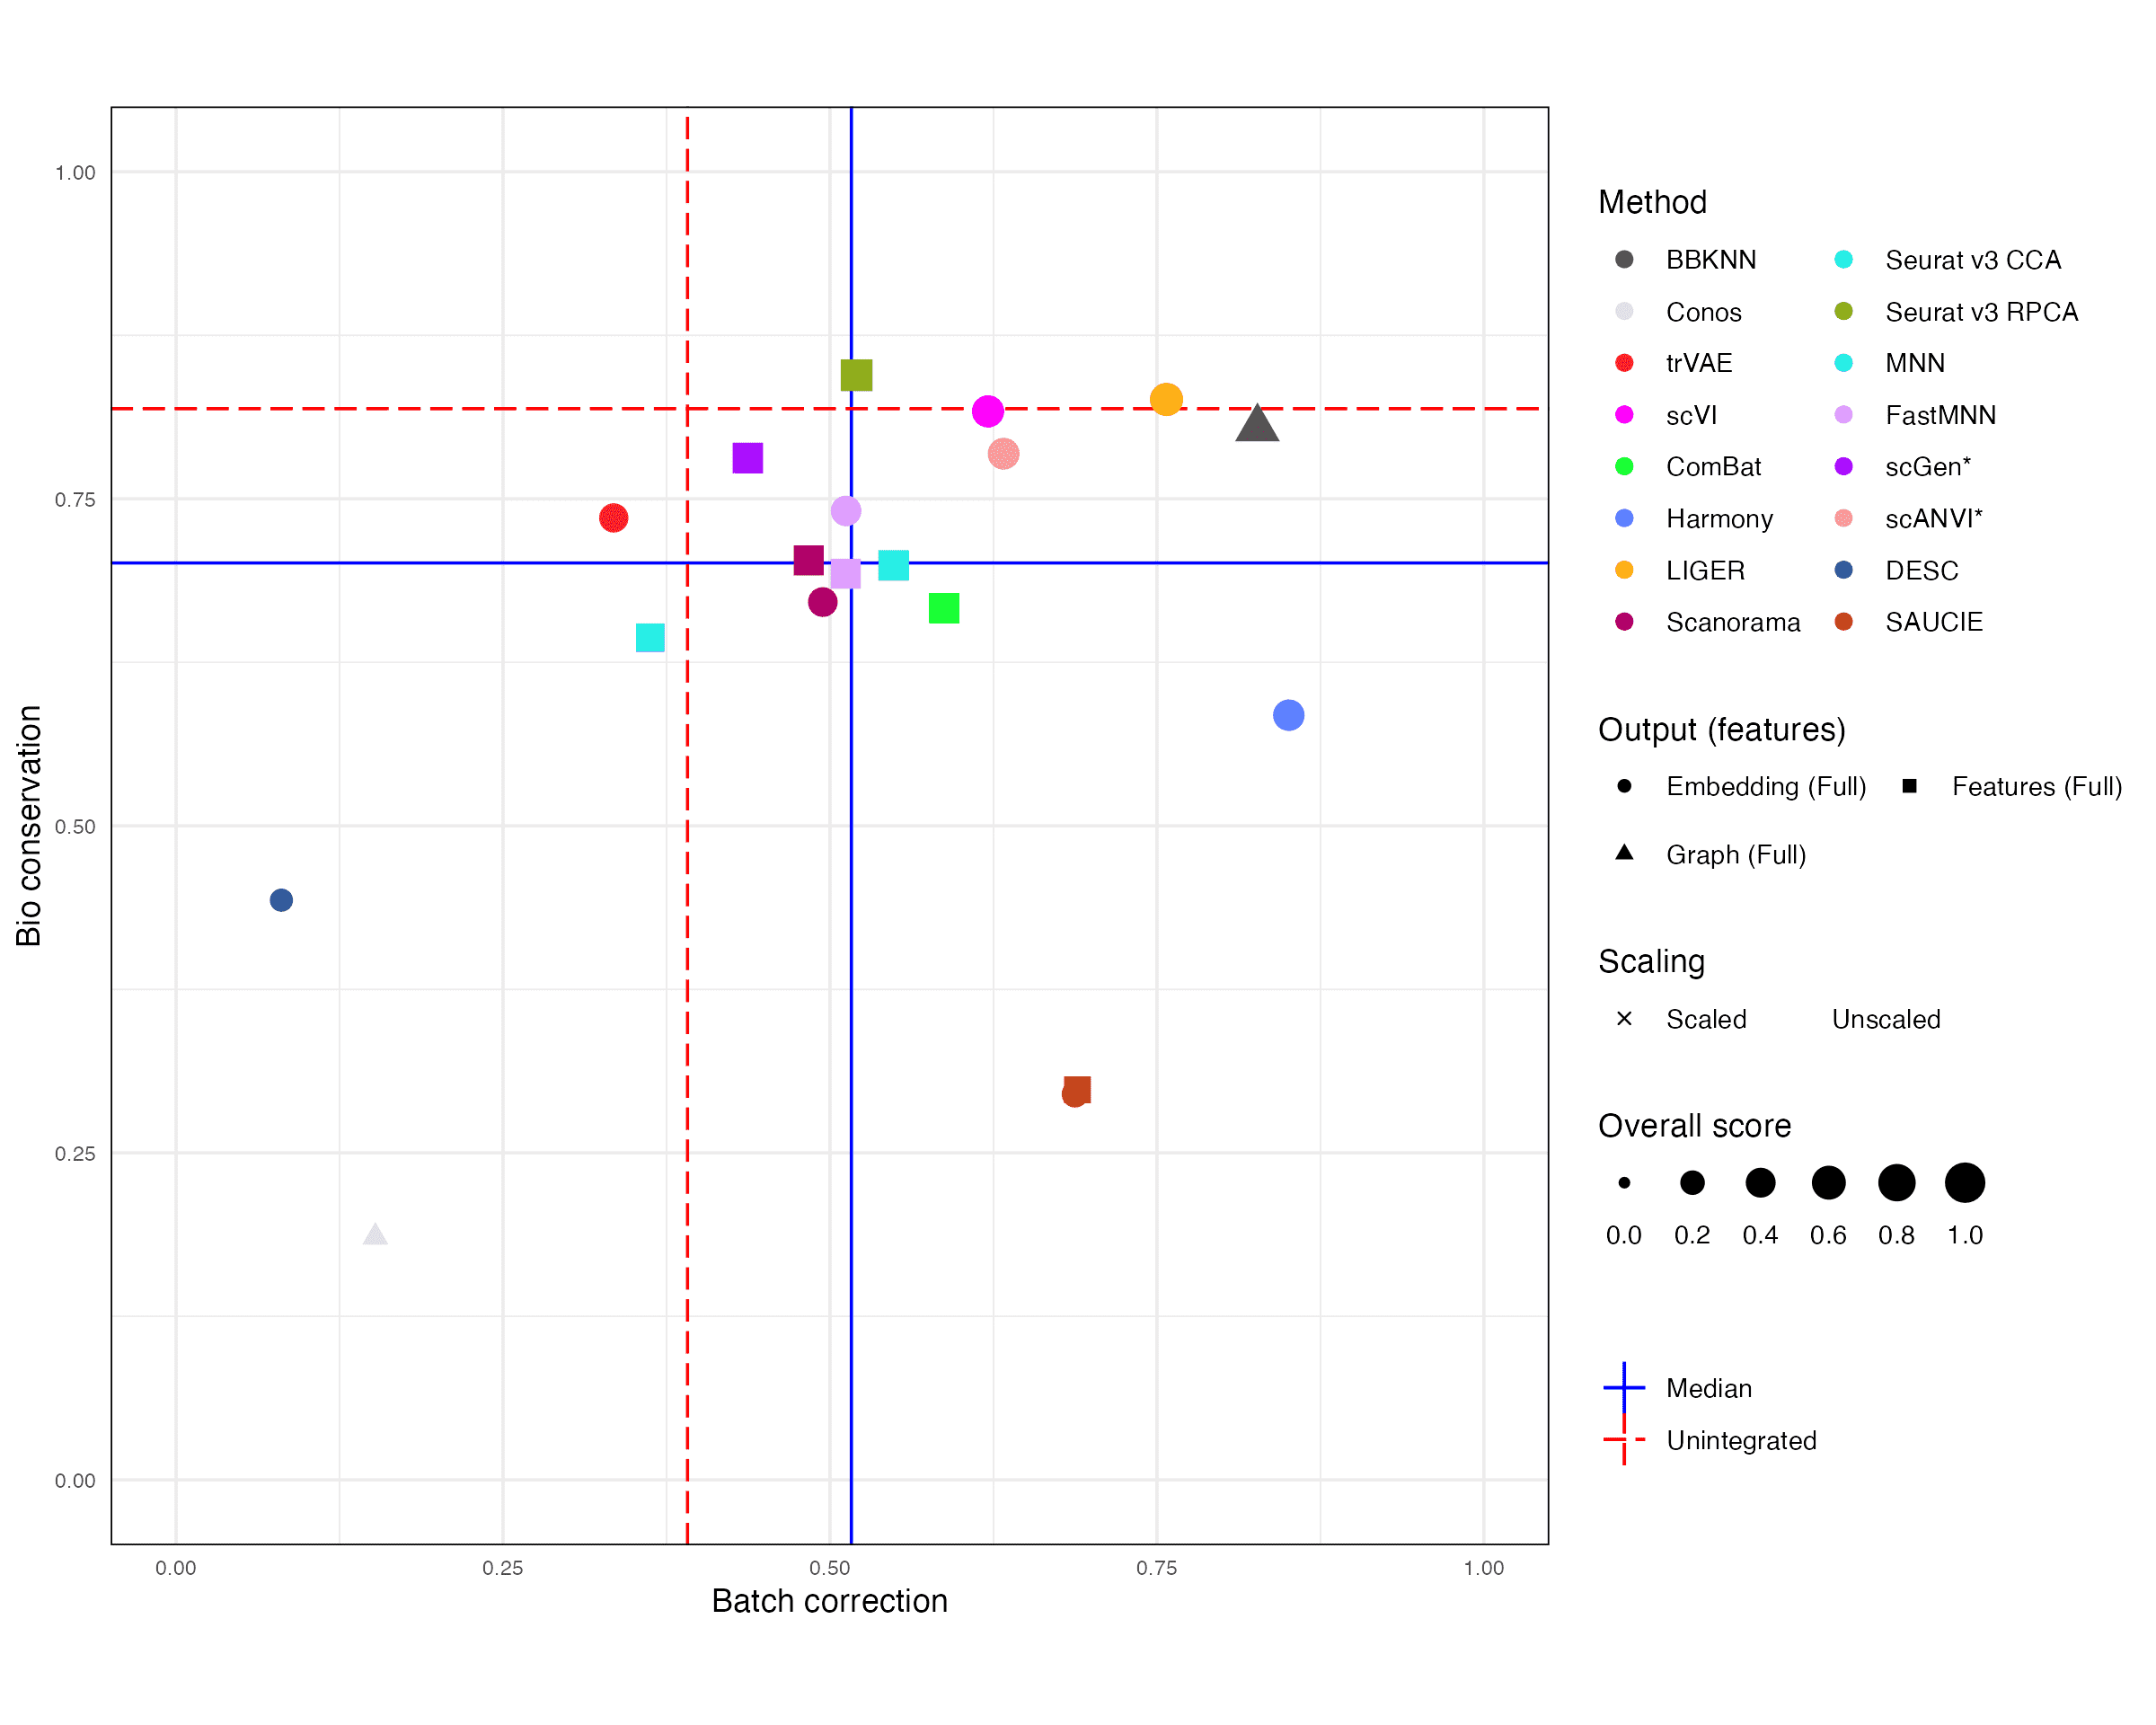 1.00
0.75
0.50
0.25
0.00
Bio conservation
0.00 0.25 0.50 0.75 1.00
Batch correction
Method
BBKNN Seurat v3 CCA
Conos Seurat v3 RPCA
trVAE MNN
scVI FastMNN
ComBat scGen*
Harmony scANVI*
LIGER DESC
Scanorama SAUCIE
Output (features)
Embedding (Full) Features (Full)
Graph (Full)
Scaling
Scaled Unscaled
Overall score
0.0 0.2 0.4 0.6 0.8 1.0
Median
Unintegrated